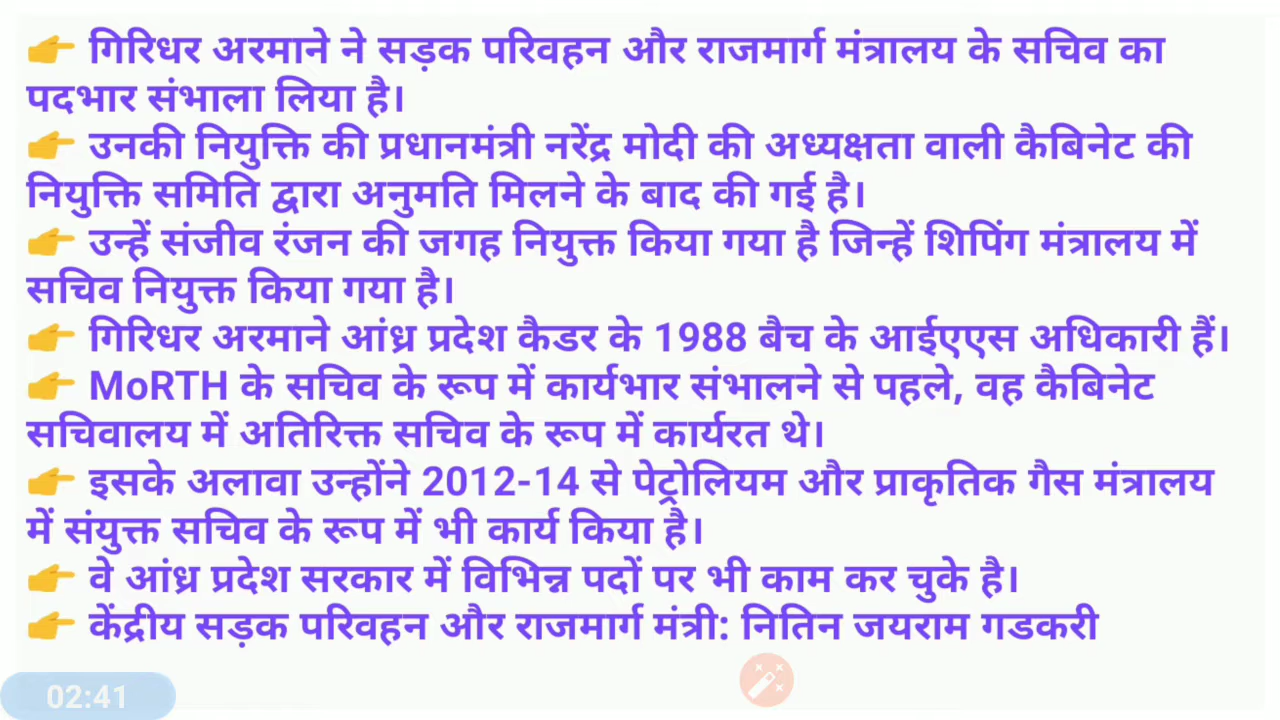 👉 गिरिधर अरमाने ने सड़क परिवहन और राजमार्ग मंत्रालय के सचिव का
पदभार संभाला लिया है।
👉 उनकी नियुक्ति की प्रधानमंत्री नरेंद्र मोदी की अध्यक्षता वाली कैबिनेट की
नियुक्ति समिति द्वारा अनुमति मिलने के बाद की गई है।
👉 उन्हें संजीव रंजन की जगह नियुक्त किया गया है जिन्हें शिपिंग मंत्रालय में
सचिव नियुक्त किया गया है।
👉 गिरिधर अरमाने आंध्र प्रदेश कैडर के 1988 बैच के आईएएस अधिकारी हैं।
👉 MoRTH के सचिव के रूप में कार्यभार संभालने से पहले, वह कैबिनेट
सचिवालय में अतिरिक्त सचिव के रूप में कार्यरत थे।
👉 इसके अलावा उन्होंने 2012-14 से पेट्रोलियम और प्राकृतिक गैस मंत्रालय
में संयुक्त सचिव के रूप में भी कार्य किया है।
👉 वे आंध्र प्रदेश सरकार में विभिन्न पदों पर भी काम कर चुके है।
👉 केंद्रीय सड़क परिवहन और राजमार्ग मंत्री: नितिन जयराम गडकरी
02:41